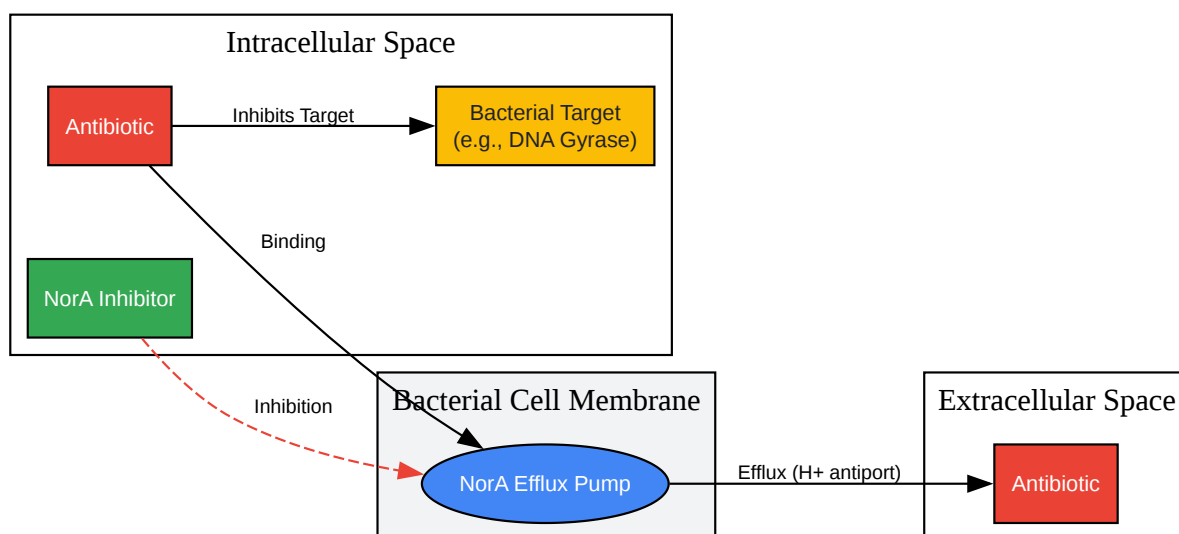 Intracellular Space
Antibiotic
Inhibits Target
Bacterial Target
(e.g., DNA Gyrase)
Binding
NorA Inhibitor
Inhibition
Bacterial Cell Membrane
Extracellular Space
NorA Efflux Pump
Efflux (H+ antiport)
Antibiotic